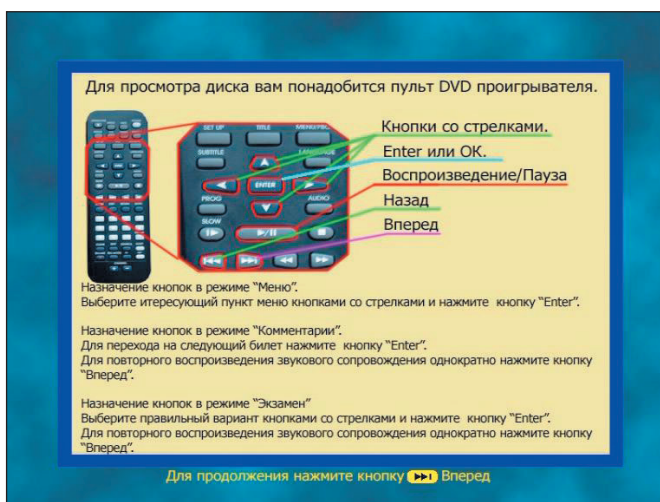 Для просмотра диска вам понадобится пульт DVD проигрывателя.
SET UP TITLE MENU/PBC
Кнопки со стрелками.
SUBTITLE LANGUAGE
Enter или OK.
ENTER
Воспроизведение/Пауза
PROG AUDIO
Назад
SLOW
Вперед
Назначение кнопок в режиме "Меню".
Выберите итересующий пункт меню кнопками со стрелками и нажмите кнопку "Enter".
Назначение кнопок в режиме "Комментарии".
Для перехода на следующий билет нажмите кнопку "Enter".
Для повторного воспроизведения звукового сопровождения однократно нажмите кнопку
"Вперед".
Назначение кнопок в режиме "Экзамен"
Выберите правильный вариант кнопками со стрелками и нажмите кнопку "Enter".
Для повторного воспроизведения звукового сопровождения однократно нажмите кнопку
"Вперед".
Для продолжения нажмите кнопку Вперед